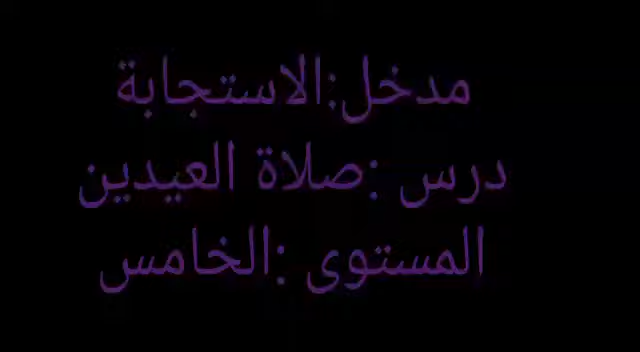 مدخل:الاستجابة
درس :صلاة العيدين
المستوى :الخامس